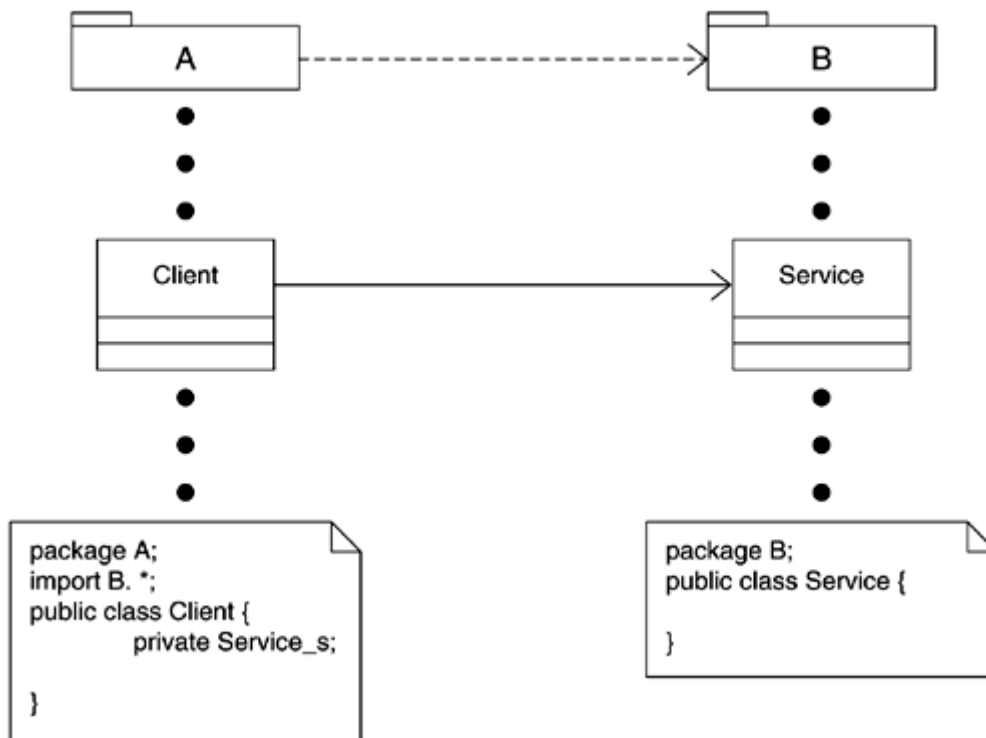 A
B
Client
Service
package A;
import B. *;
public class Client {
private Service_s;
}
package B;
public class Service {
}